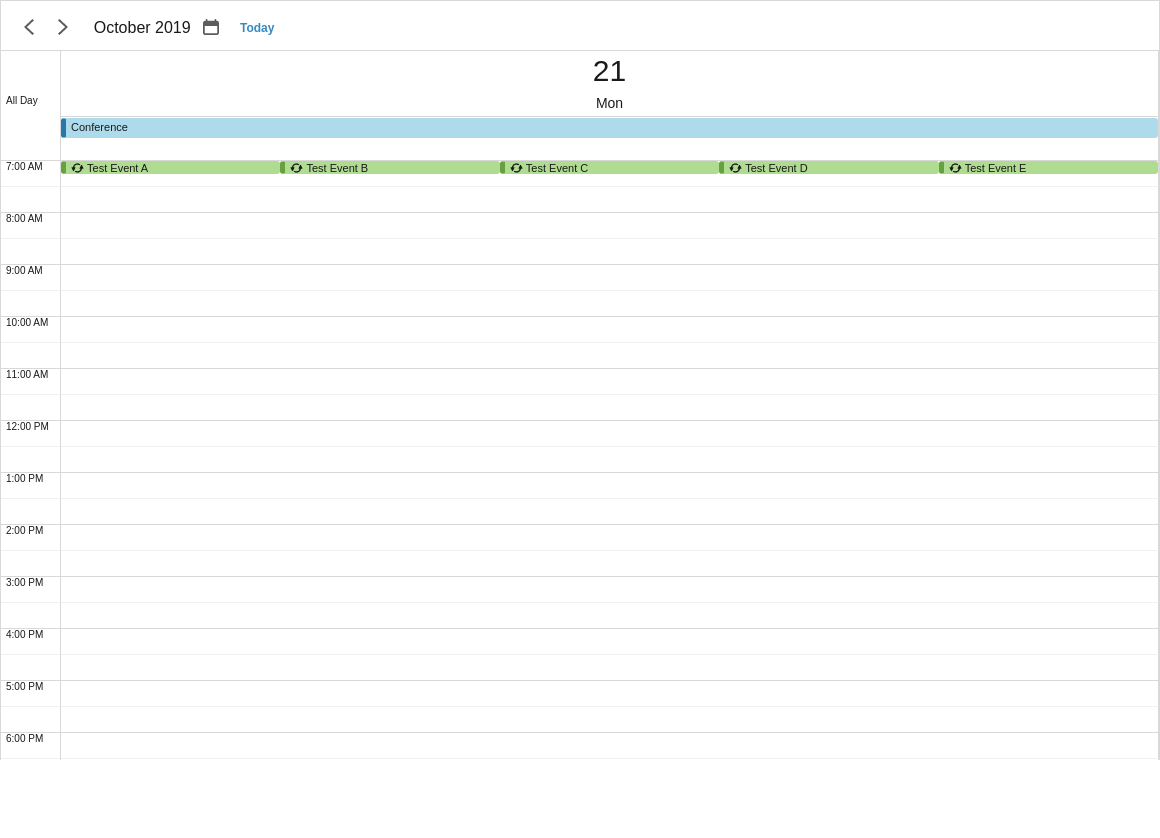 October 2019 Today
21
Mon
All Day
Conference
7:00 AM Test Event A Test Event B Test Event C Test Event D Test Event E
8:00 AM
9:00 AM
10:00 AM
11:00 AM
12:00 PM
1:00 PM
2:00 PM
3:00 PM
4:00 PM
5:00 PM
6:00 PM